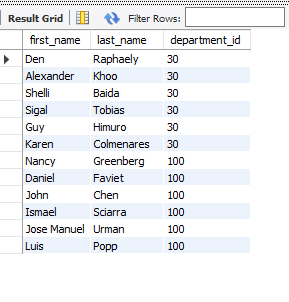 Result Grid Filter Rows:
first_name last_name department_id
Den Raphaely 30
Alexander Khoo 30
Shelli Baida 30
Sigal Tobias 30
Guy Himuro 30
Karen Colmenares 30
Nancy Greenberg 100
Daniel Faviet 100
John Chen 100
Ismael Sciarra 100
Jose Manuel Urman 100
Luis Popp 100